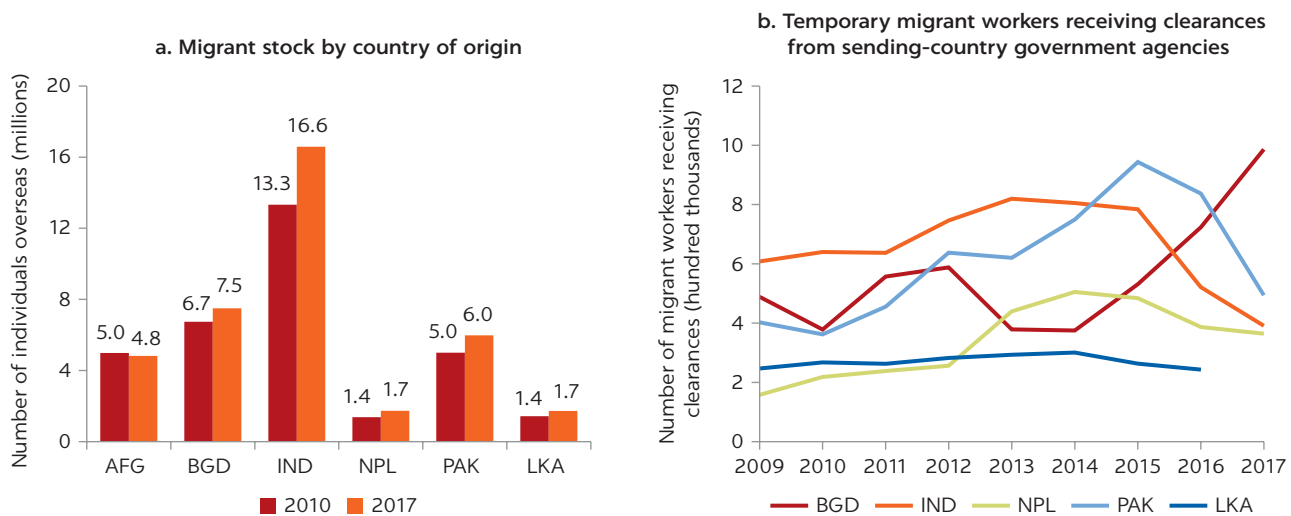 a. Migrant stock by country of origin
Number of individuals overseas (millions)
20
16
12
8
4
0
5.0
4.8
6.7
7.5
13.3
16.6
1.4
1.7
5.0
6.0
1.4
1.7
AFG BGD IND NPL PAK LKA
2010 2017
b. Temporary migrant workers receiving clearances
from sending-country government agencies
Number of migrant workers receiving
clearances (hundred thousands)
12
10
8
6
4
2
0
2009 2010 2011 2012 2013 2014 2015 2016 2017
BGD IND NPL PAK LKA